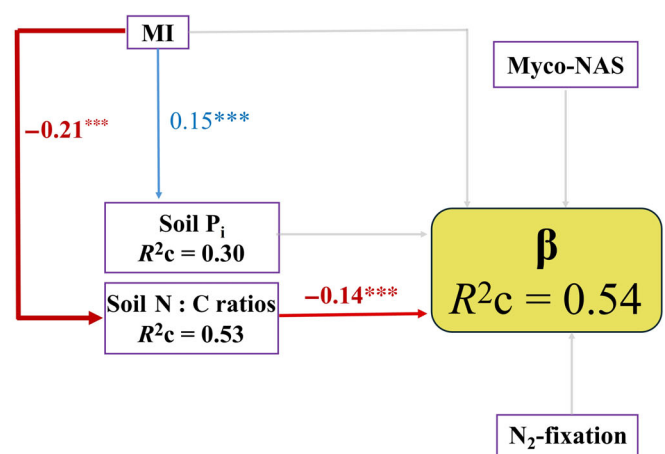 MI
Myco-NAS
−0.21***
0.15***
Soil Pᵢ
R²c = 0.30
β
R²c = 0.54
Soil N : C ratios
R²c = 0.53
−0.14***
N₂-fixation